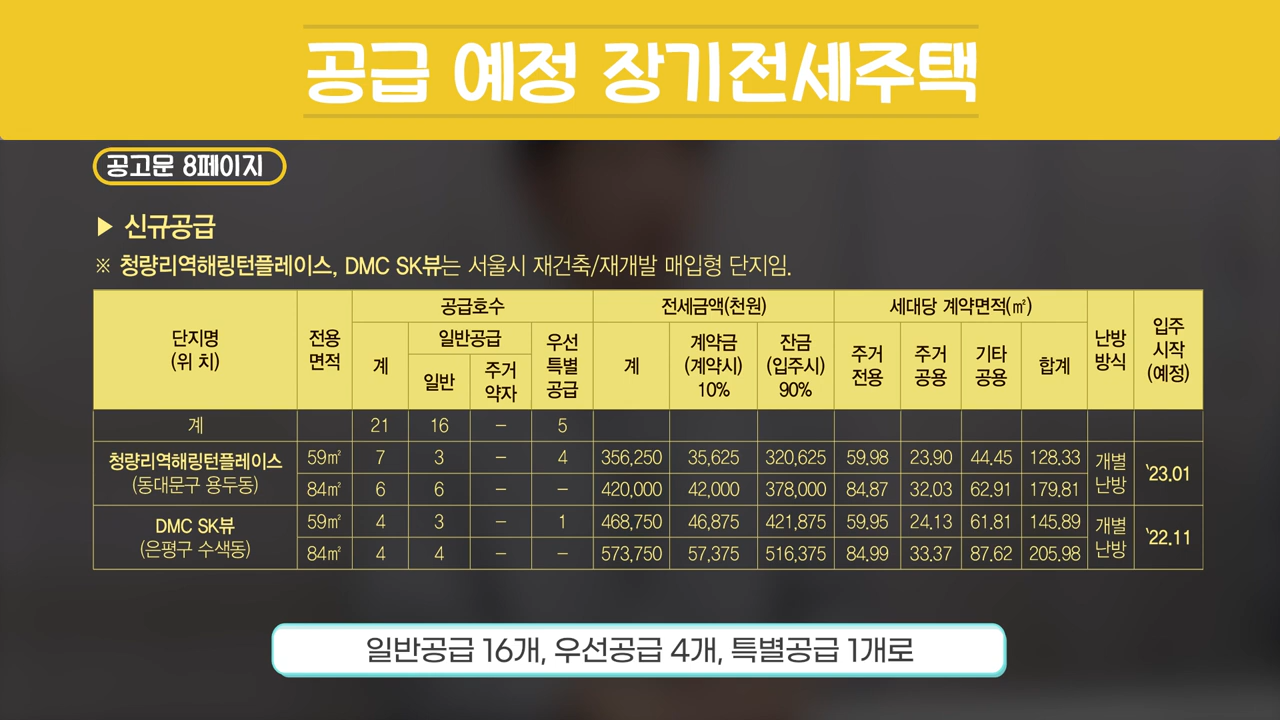 공급 예정 장기전세주택
공고문 8페이지
▶ 신규공급
※ 청량리역해링턴플레이스, DMC SK뷰는 서울시 재건축/재개발 매입형 단지임.
단지명 (위 치) 전용 면적 공급호수 전세금액(천원) 세대당 계약면적(㎡) 난방 방식 입주 시작 (예정)
계 일반공급 우선 특별 공급 계 계약금 (계약시) 10% 잔금 (입주시) 90% 주거 전용 주거 공용 기타 공용 합계
일반 주거 약자
계 21 16 – 5
청량리역해링턴플레이스 (동대문구 용두동) 59㎡ 7 3 – 4 356,250 35,625 320,625 59.98 23.90 44.45 128.33 개별 난방 '23.01
84㎡ 6 6 – – 420,000 42,000 378,000 84.87 32.03 62.91 179.81
DMC SK뷰 (은평구 수색동) 59㎡ 4 3 – 1 468,750 46,875 421,875 59.95 24.13 61.81 145.89 개별 난방 '22.11
84㎡ 4 4 – – 573,750 57,375 516,375 84.99 33.37 87.62 205.98
일반공급 16개, 우선공급 4개, 특별공급 1개로